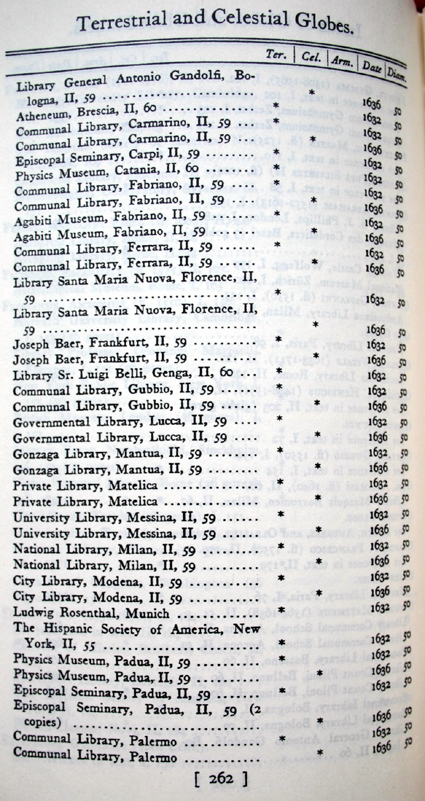 Terrestrial and Celestial Globes.
Ter. Cel. Arm. Date Diam.
Library General Antonio Gandolfi, Bo-
logna, II, 59 .................... * 1636 50
Atheneum, Brescia, II, 60 ........... * 1632 50
Communal Library, Carmarino, II, 59 ... * 1632 50
Communal Library, Carmarino, II, 59 ... * 1636 50
Episcopal Seminary, Carpi, II, 59 ....... * 1632 50
Physics Museum, Catania, II, 60 ....... * 1632 50
Communal Library, Fabriano, II, 59 ..... * 1632 50
Communal Library, Fabriano, II, 59 ..... * 1636 50
Agabiti Museum, Fabriano, II, 59 ...... * 1632 50
Agabiti Museum, Fabriano, II, 59 ...... * 1636 50
Communal Library, Ferrara, II, 59 ...... * 1632 50
Communal Library, Ferrara, II, 59 ...... * 1636 50
Library Santa Maria Nuova, Florence, II,
59 .............................. * 1632 50
Library Santa Maria Nuova, Florence, II,
59 .............................. * 1636 50
Joseph Baer, Frankfurt, II, 59 .......... * 1632 50
Joseph Baer, Frankfurt, II, 59 .......... * 1636 50
Library Sr. Luigi Belli, Genga, II, 60 ... * 1632 50
Communal Library, Gubbio, II, 59 ...... * 1632 50
Communal Library, Gubbio, II, 59 ...... * 1636 50
Governmental Library, Lucca, II, 59 .... * 1632 50
Governmental Library, Lucca, II, 59 .... * 1636 50
Gonzaga Library, Mantua, II, 59 ....... * 1632 50
Gonzaga Library, Mantua, II, 59 ....... * 1636 50
Private Library, Matelica .............. * 1632 50
Private Library, Matelica .............. * 1636 50
University Library, Messina, II, 59 ..... * 1632 50
University Library, Messina, II, 59 ..... * 1636 50
National Library, Milan, II, 59 ......... * 1632 50
National Library, Milan, II, 59 ......... * 1636 50
City Library, Modena, II, 59 .......... * 1632 50
City Library, Modena, II, 59 .......... * 1636 50
Ludwig Rosenthal, Munich ............ * 1632 50
The Hispanic Society of America, New
York, II, 55 ..................... * 1632 50
Physics Museum, Padua, II, 59 ........ * 1632 50
Physics Museum, Padua, II, 59 ........ * 1636 50
Episcopal Seminary, Padua, II, 59 ...... * 1632 50
Episcopal Seminary, Padua, II, 59 (2
copies) ......................... * 1636 50
Communal Library, Palermo .......... * 1632 50
Communal Library, Palermo .......... * 1636 50
[ 262 ]